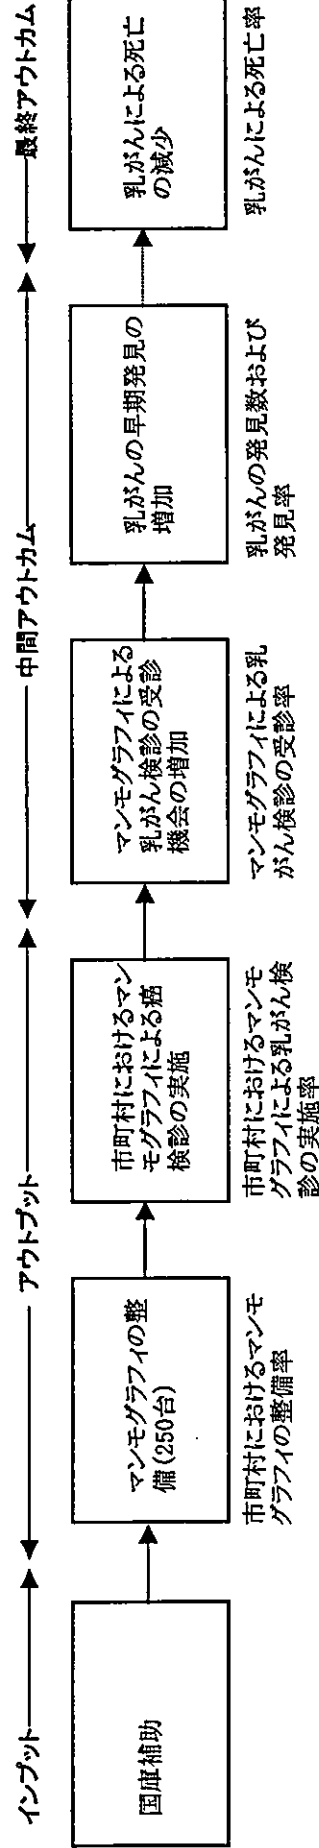 インプット
アウトプット
中間アウトカム
最終アウトカム
国庫補助
マンモグラフィの整
備(250台)
市町村におけるマン
モグラフィによる癌
検診の実施
マンモグラフィによる
乳がん検診の受診
機会の増加
乳がんの早期発見の
増加
乳がんによる死亡
の減少
市町村におけるマンモ
グラフィの整備率
市町村におけるマンモ
グラフィによる乳がん検
診の実施率
マンモグラフィによる乳
がん検診の受診率
乳がんの発見数および
発見率
乳がんによる死亡率